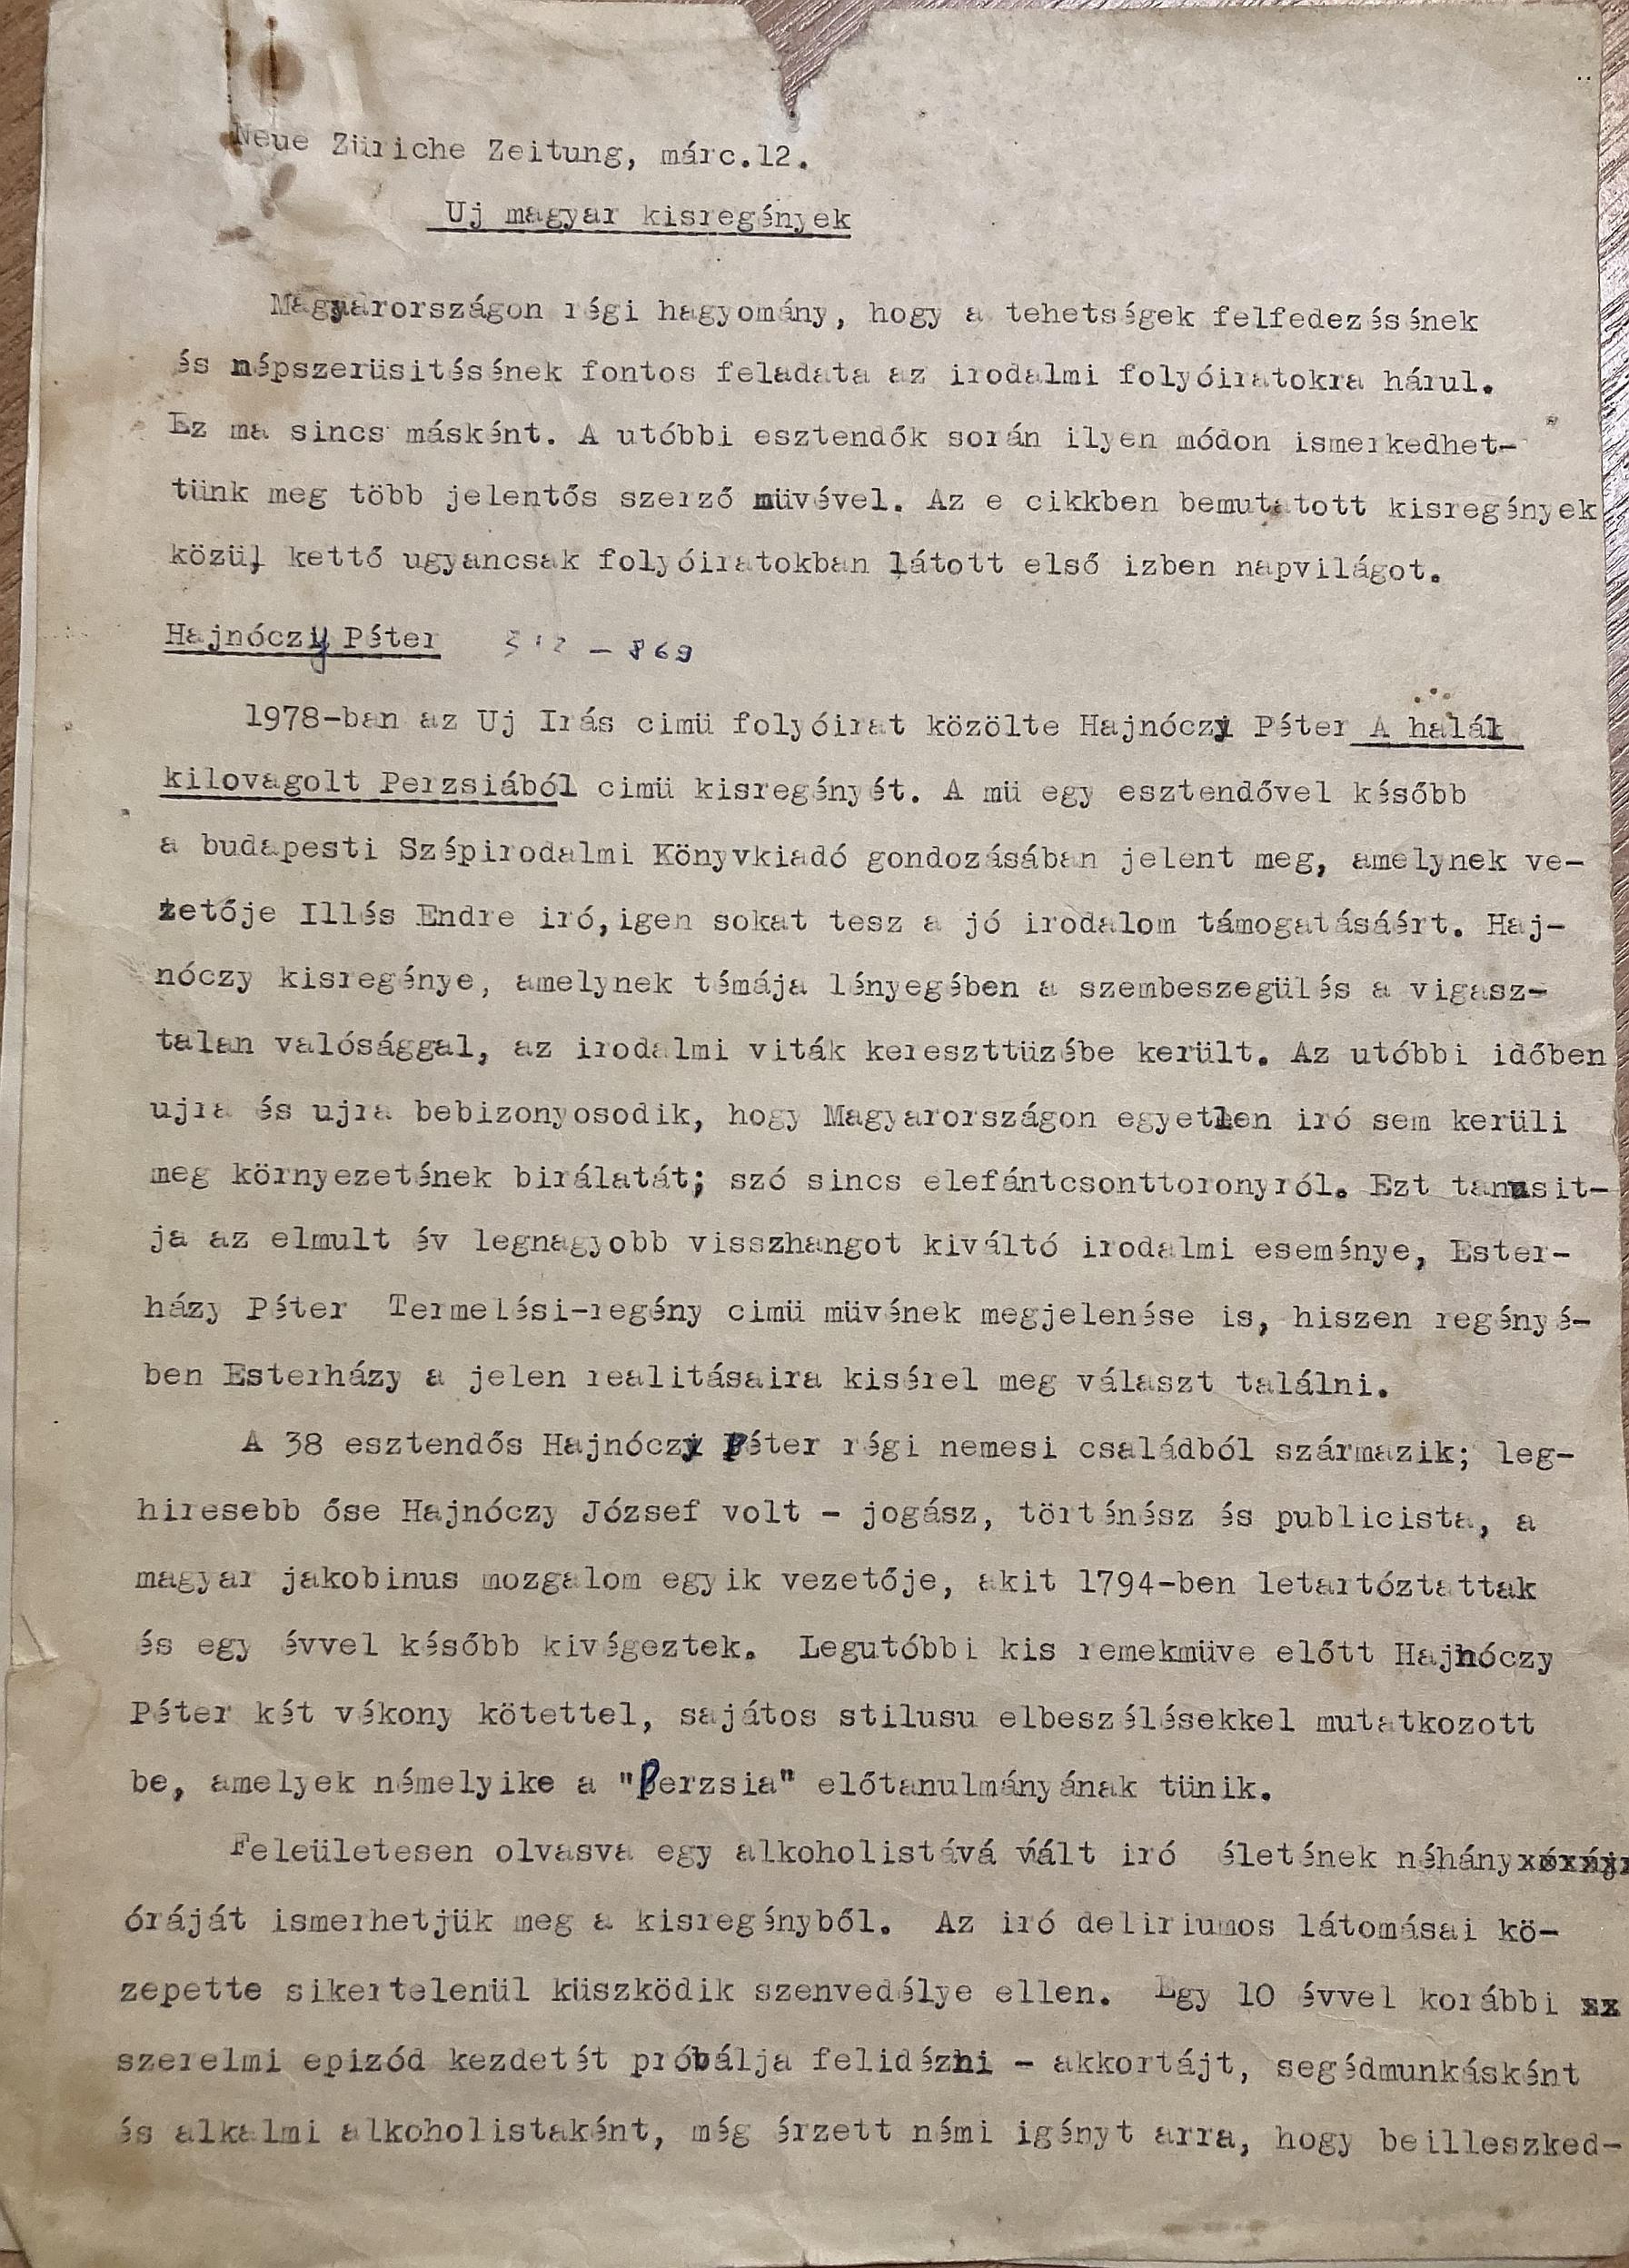 Neue Züriche Zeitung, márc.12.
Uj magyar kisregények
Magyarországon régi hagyomány, hogy a tehetségek felfedezésének
és népszerüsitésének fontos feladata az irodalmi folyóiratokra hárul.
Ez ma sincs másként. A utóbbi esztendők során ilyen módon ismerkedhet-
tünk meg több jelentős szerző müvével. Az e cikkben bemutatott kisregények
közül kettő ugyancsak folyóiratokban látott első izben napvilágot.
Hajnóczy Péter – 869
1978-ban az Uj Irás cimü folyóirat közölte Hajnóczy Péter A halál
kilovagolt Perzsiából cimü kisregényét. A mü egy esztendővel később
a budapesti Szépirodalmi Könyvkiadó gondozásában jelent meg, amelynek ve-
zetője Illés Endre iró, igen sokat tesz a jó irodalom támogatásáért. Haj-
nóczy kisregénye, amelynek témája lényegében a szembeszegülés a vigasz-
talan valósággal, az irodalmi viták kereszttüzébe került. Az utóbbi időben
ujra és ujra bebizonyosodik, hogy Magyarországon egyetlen iró sem kerüli
meg környezetének birálatát; szó sincs elefántcsonttoronyról. Ezt tanusit-
ja az elmult év legnagyobb visszhangot kiváltó irodalmi eseménye, Ester-
házy Péter Termelési-regény cimü müvének megjelenése is, hiszen regényé-
ben Esterházy a jelen realitásaira kisérel meg választ találni.
A 38 esztendős Hajnóczy Péter régi nemesi családból származik; leg-
hiresebb őse Hajnóczy József volt – jogász, történész és publicista, a
magyar jakobinus mozgalom egyik vezetője, akit 1794-ben letartóztattak
és egy évvel később kivégeztek. Legutóbbi kis remekmüve előtt Hajnóczy
Péter két vékony kötettel, sajátos stilusu elbeszélésekkel mutatkozott
be, amelyek némelyike a "Perzsia" előtanulmányának tünik.
Feleületesen olvasva egy alkoholistává vált iró életének néhány
óráját ismerhetjük meg a kisregényből. Az iró deliriumos látomásai kö-
zepette sikertelenül küszködik szenvedélye ellen. Egy 10 évvel korábbi
szerelmi epizód kezdetét próbálja felidézni – akkortájt, segédmunkásként
és alkalmi alkoholistaként, még érzett némi igényt arra, hogy beilleszked-